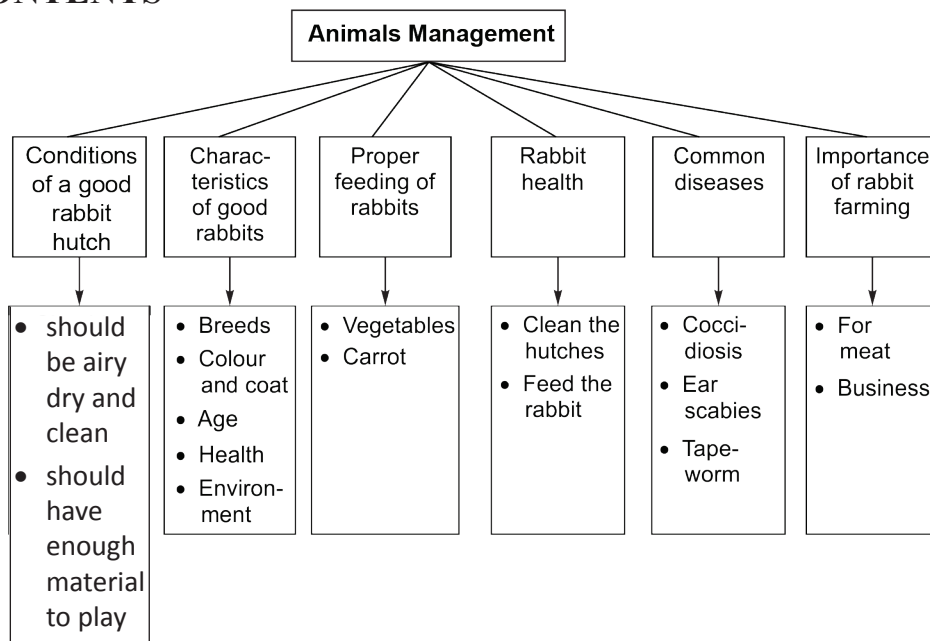 ONTENTS
Animals Management
Conditions
of a good
rabbit
hutch
Charac-
teristics
of good
rabbits
Proper
feeding of
rabbits
Rabbit
health
Common
diseases
Importance
of rabbit
farming
• should
be airy
dry and
clean
• should
have
enough
material
to play
• Breeds
• Colour
and coat
• Age
• Health
• Environ-
ment
• Vegetables
• Carrot
• Clean the
hutches
• Feed the
rabbit
• Cocci-
diosis
• Ear
scabies
• Tape-
worm
• For
meat
• Business